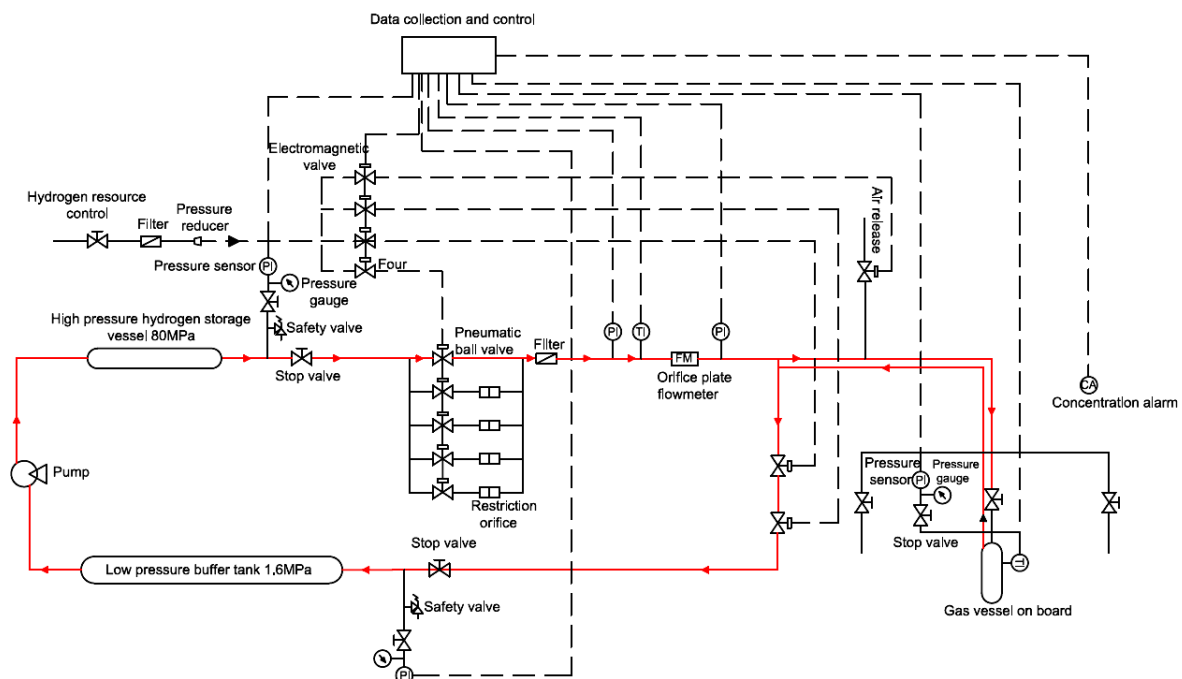 Data collection and control
Electromagnetic
valve
Hydrogen resource
control
Filter
Pressure
reducer
Air release
Pressure sensor
PI
Four
Pressure
gauge
High pressure hydrogen storage
vessel 80MPa
Safety valve
Stop valve
Pneumatic
ball valve
Filter
PI
TI
PI
FM
Orifice plate
flowmeter
CA
Concentration alarm
Pump
Pressure
sensor
PI
Pressure
gauge
Restriction
orifice
Stop valve
Stop valve
TI
Low pressure buffer tank 1,6MPa
Gas vessel on board
Safety valve
PI